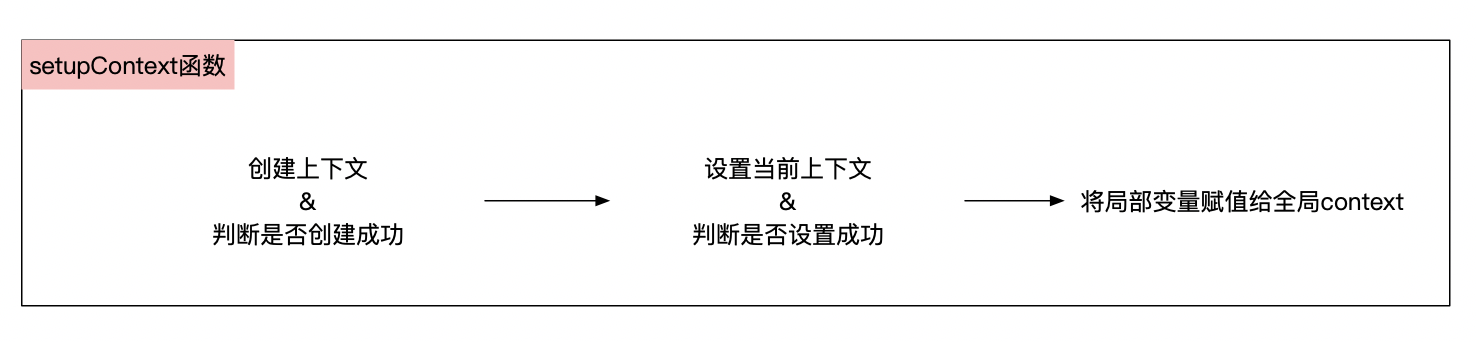 setupContext函数
创建上下文
&
判断是否创建成功
设置当前上下文
&
判断是否设置成功
将局部变量赋值给全局context